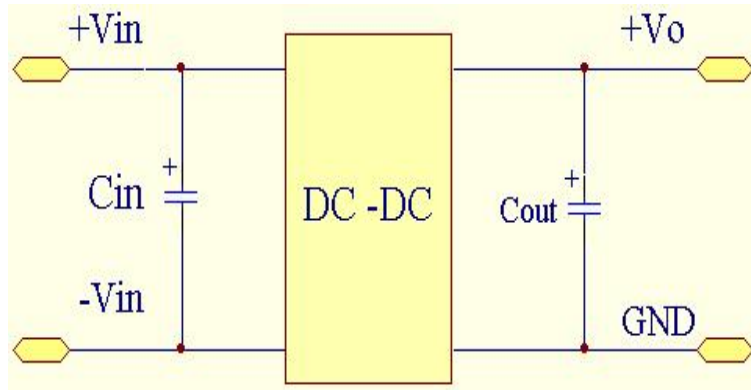 +Vin
+Vo
+
Cin
DC -DC
+
Cout
-Vin
GND